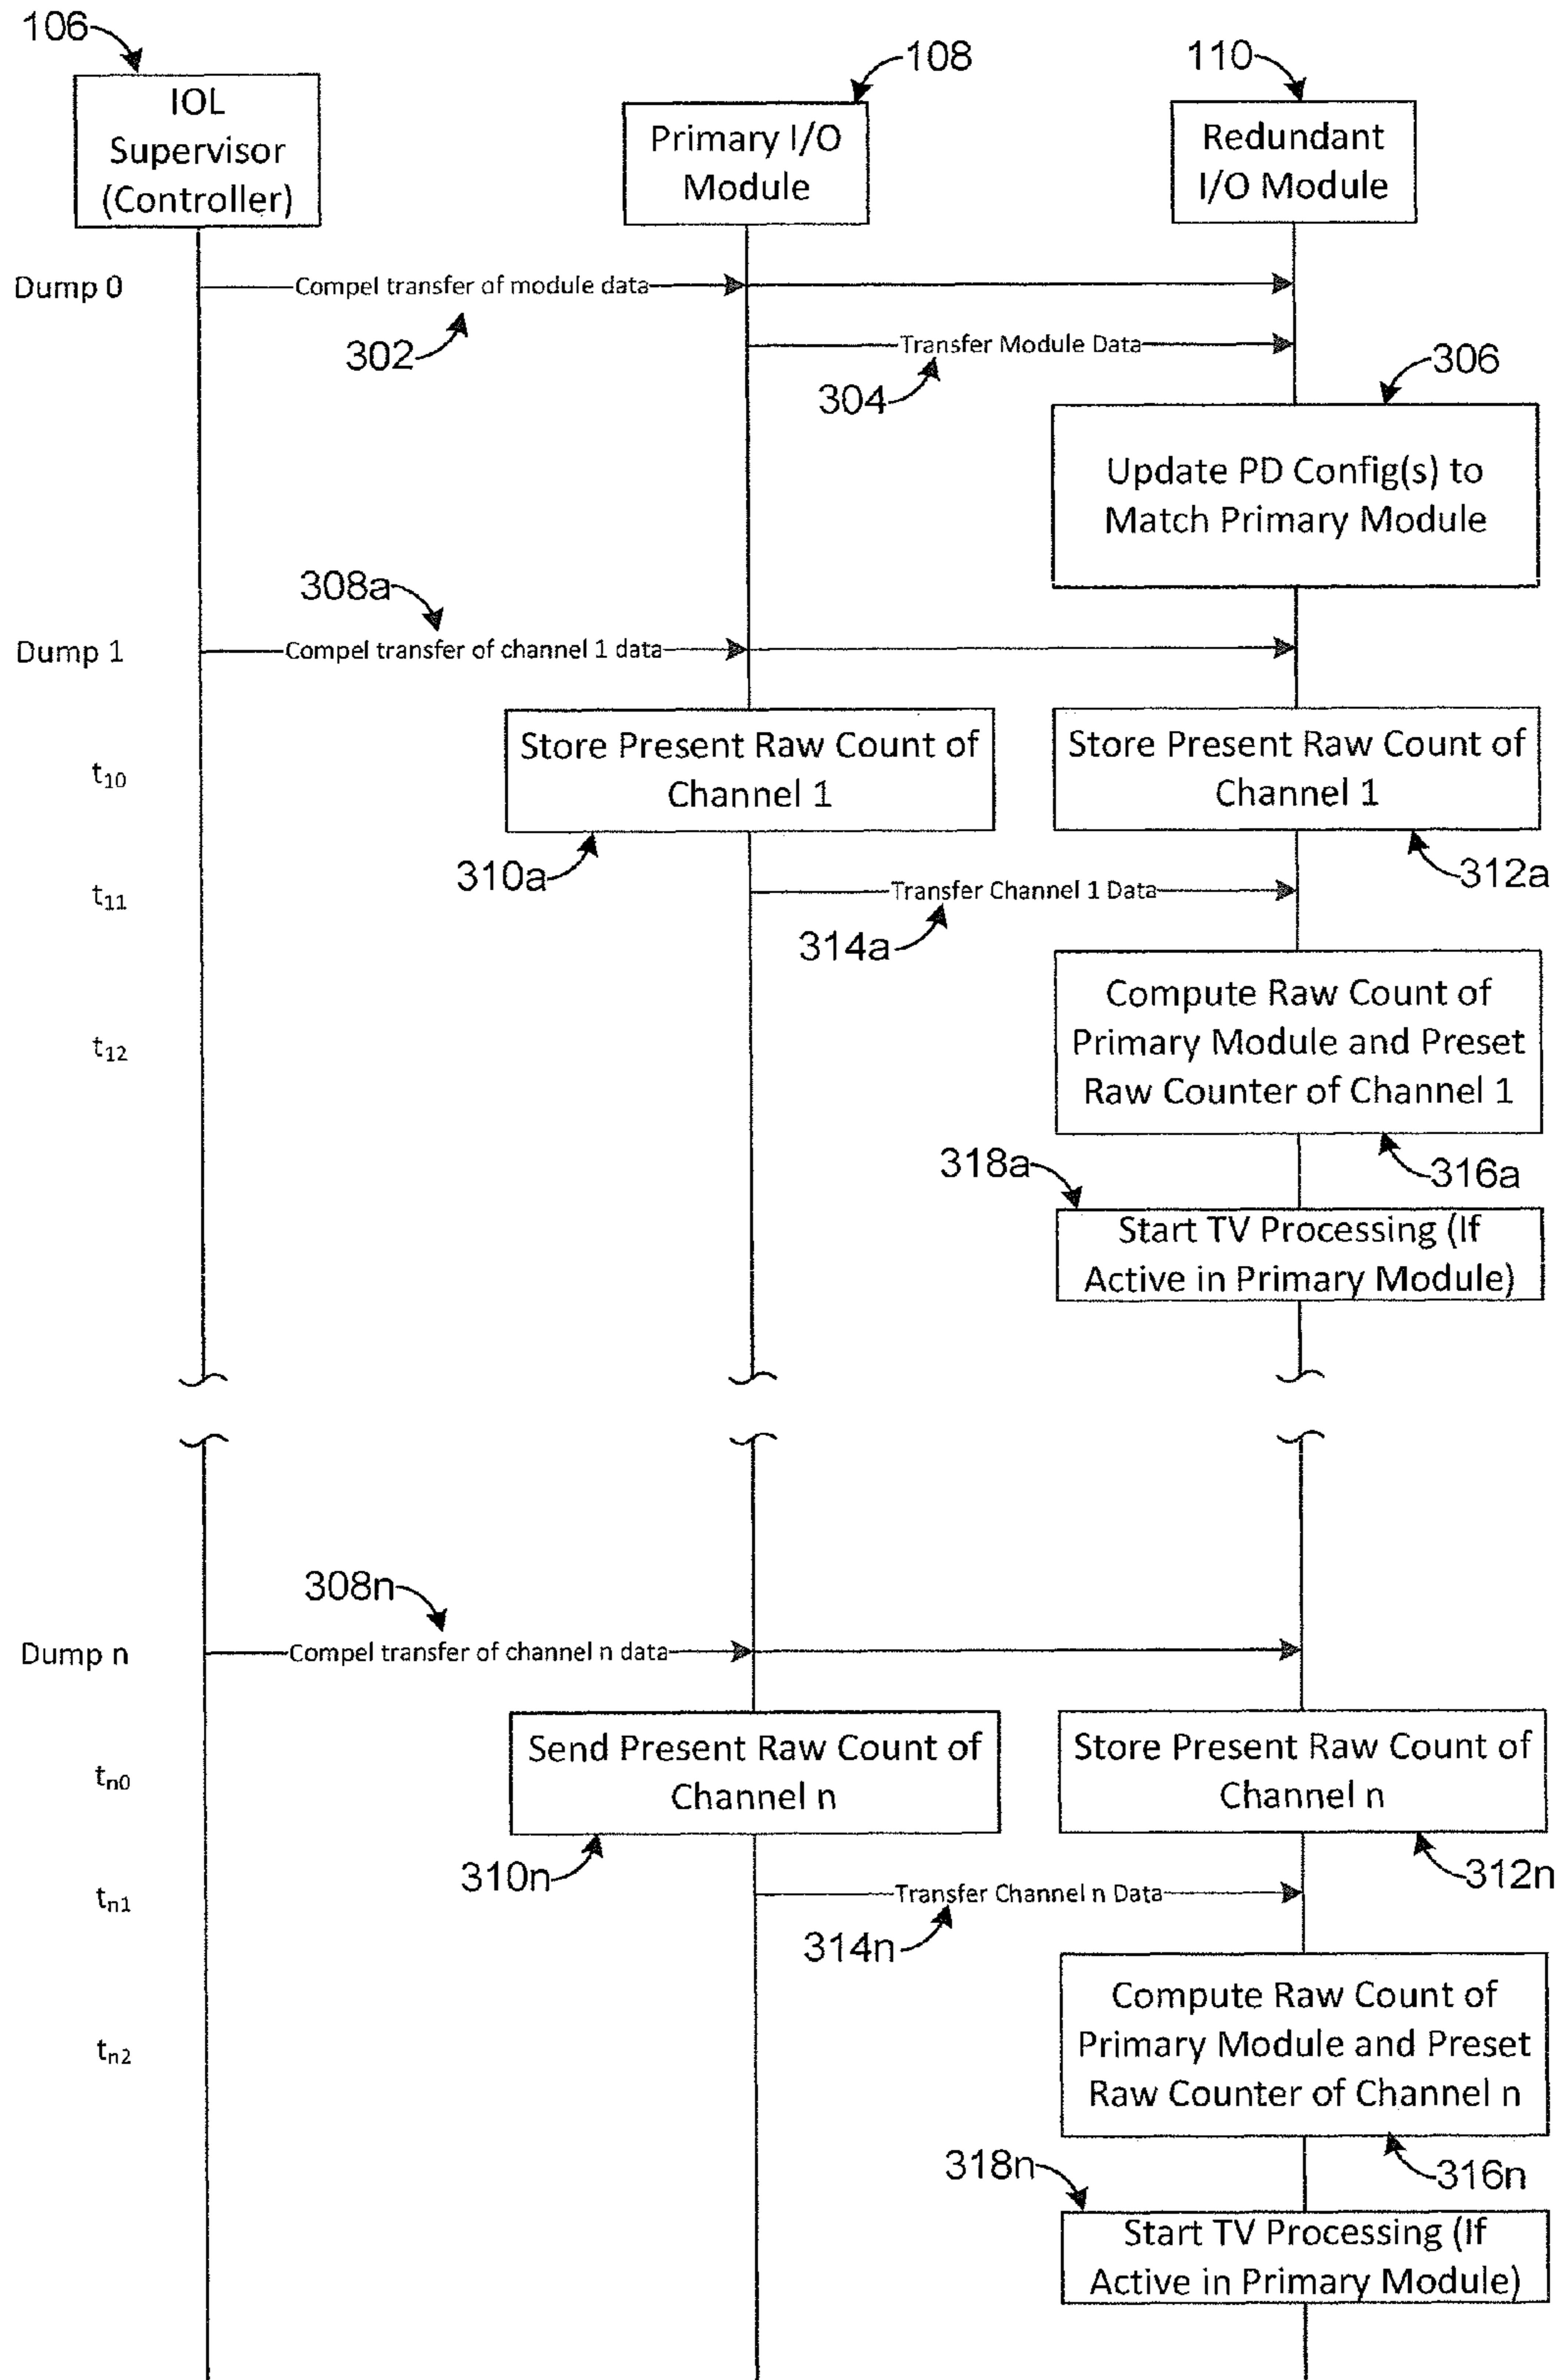 106
108
110
IOL
Supervisor
(Controller)
Primary I/O
Module
Redundant
I/O Module
Dump 0
Compel transfer of module data
302
Transfer Module Data
304
306
Update PD Config(s) to
Match Primary Module
308a
Dump 1
Compel transfer of channel 1 data
t10
Store Present Raw Count of
Channel 1
Store Present Raw Count of
Channel 1
310a
312a
t11
Transfer Channel 1 Data
314a
t12
Compute Raw Count of
Primary Module and Preset
Raw Counter of Channel 1
318a
316a
Start TV Processing (If
Active in Primary Module)
308n
Dump n
Compel transfer of channel n data
tn0
Send Present Raw Count of
Channel n
Store Present Raw Count of
Channel n
310n
312n
tn1
Transfer Channel n Data
314n
tn2
Compute Raw Count of
Primary Module and Preset
Raw Counter of Channel n
318n
316n
Start TV Processing (If
Active in Primary Module)